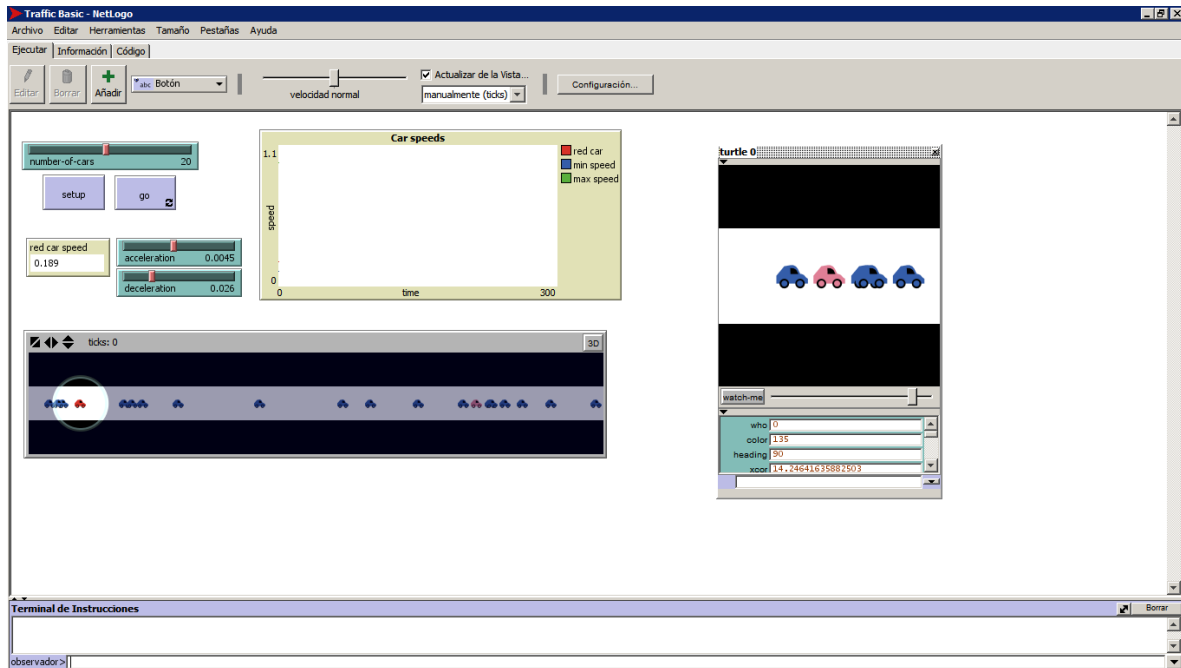 Traffic Basic - NetLogo
Archivo Editar Herramientas Tamaño Pestañas Ayuda
Ejecutar Información Código
Editar Borrar Añadir abc Botón velocidad normal Actualizar de la Vista... manualmente (ticks) Configuración...
number-of-cars 20
setup go
red car speed
0.189
acceleration 0.0045
deceleration 0.026
Car speeds
1.1
speed
0
0 time 300
red car
min speed
max speed
ticks: 0 3D
turtle 0
watch-me
who 0
color 135
heading 90
xcor 14.24641635882503
Terminal de Instrucciones Borrar
observador>